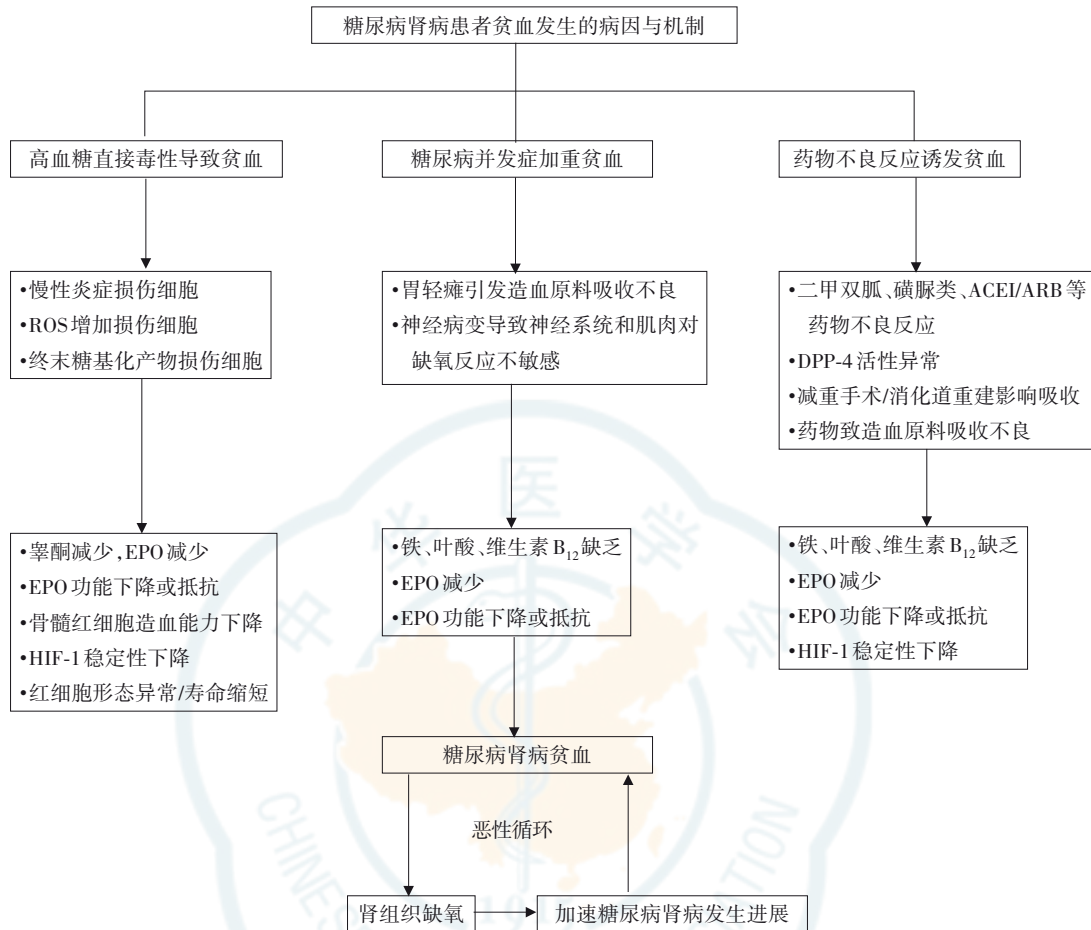 糖尿病肾病患者贫血发生的病因与机制
高血糖直接毒性导致贫血
糖尿病并发症加重贫血
药物不良反应诱发贫血
•慢性炎症损伤细胞
•ROS增加损伤细胞
•终末糖基化产物损伤细胞
•胃轻瘫引发造血原料吸收不良
•神经病变导致神经系统和肌肉对
缺氧反应不敏感
•二甲双胍、磺脲类、ACEI/ARB等
药物不良反应
•DPP-4活性异常
•减重手术/消化道重建影响吸收
•药物致造血原料吸收不良
•睾酮减少,EPO减少
•EPO功能下降或抵抗
•骨髓红细胞造血能力下降
•HIF-1稳定性下降
•红细胞形态异常/寿命缩短
•铁、叶酸、维生素B₁₂缺乏
•EPO减少
•EPO功能下降或抵抗
•铁、叶酸、维生素B₁₂缺乏
•EPO减少
•EPO功能下降或抵抗
•HIF-1稳定性下降
糖尿病肾病贫血
恶性循环
肾组织缺氧
加速糖尿病肾病发生进展
中华医学会